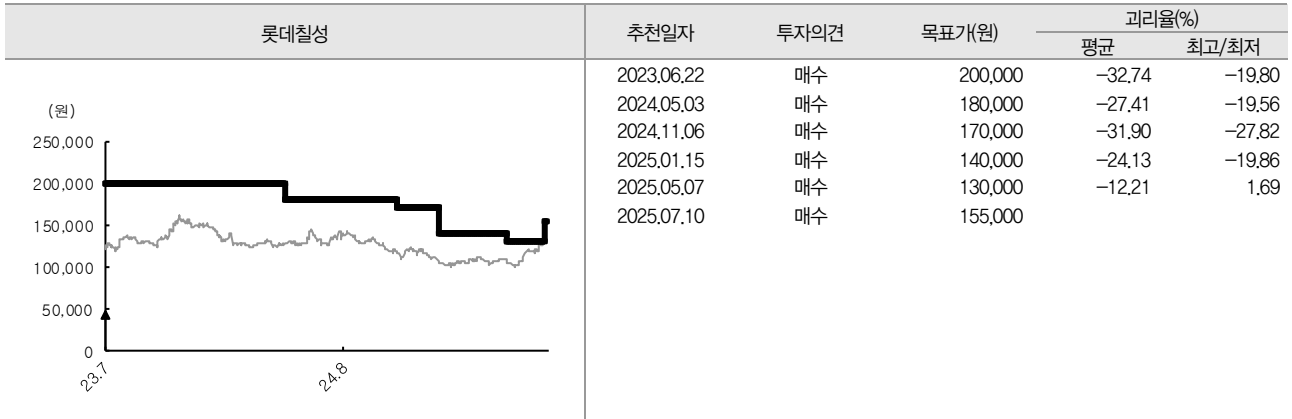 롯데칠성
추천일자 투자의견 목표가(원) 괴리율(%)
평균 최고/최저
2023.06.22 매수 200,000 -32.74 -19.80
2024.05.03 매수 180,000 -27.41 -19.56
2024.11.06 매수 170,000 -31.90 -27.82
2025.01.15 매수 140,000 -24.13 -19.86
2025.05.07 매수 130,000 -12.21 1.69
2025.07.10 매수 155,000
(원)
250,000
200,000
150,000
100,000
50,000
0
23.7 24.8